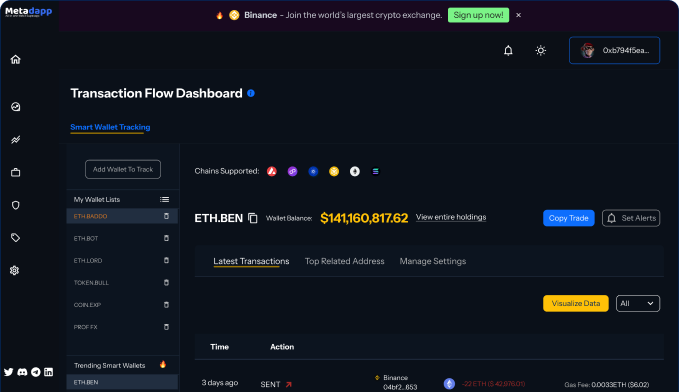 Metadapp
Binance - Join the world's largest crypto exchange. Sign up now!
0xb794f5ea...
Transaction Flow Dashboard
Smart Wallet Tracking
Add Wallet To Track
Chains Supported:
My Wallet Lists
ETH.BADDO
ETH.BOT
ETH.LORD
TOKEN.BULL
COIN.EXP
PROF FX
Trending Smart Wallets
ETH.BEN
ETH.BEN Wallet Balance: $141,160,817.62 View entire holdings Copy Trade Set Alerts
Latest Transactions Top Related Address Manage Settings
Visualize Data All
Time Action
3 days ago SENT Binance
04bf2...653
-22 ETH ($ 42,976.01) Gas Fee: 0.0033ETH ($6.02)